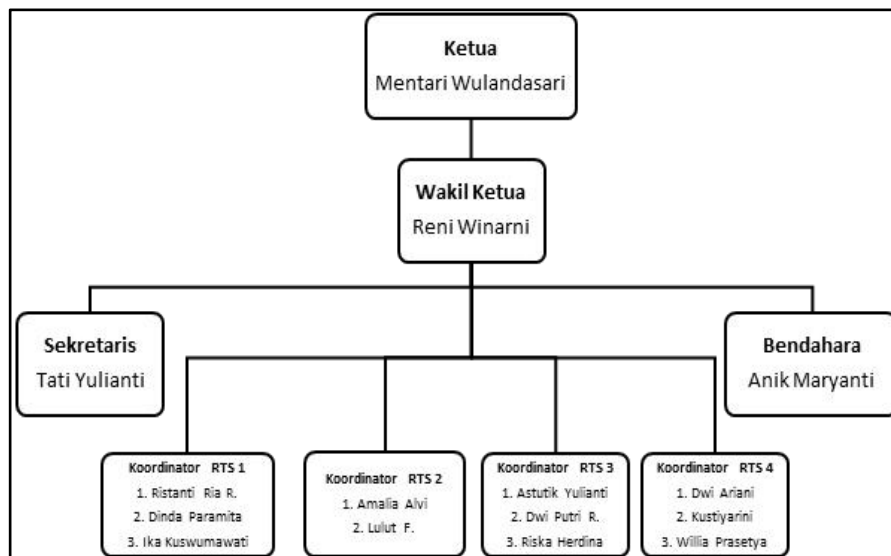 Ketua
Mentari Wulandasari
Wakil Ketua
Reni Winarni
Sekretaris
Tati Yulianti
Bendahara
Anik Maryanti
Koordinator RTS 1
1. Ristanti Ria R.
2. Dinda Paramita
3. Ika Kuswumawati
Koordinator RTS 2
1. Amalia Alvi
2. Lulut F.
Koordinator RTS 3
1. Astutik Yulianti
2. Dwi Putri R.
3. Riska Herdina
Koordinator RTS 4
1. Dwi Ariani
2. Kustiyarini
3. Willia Prasetya